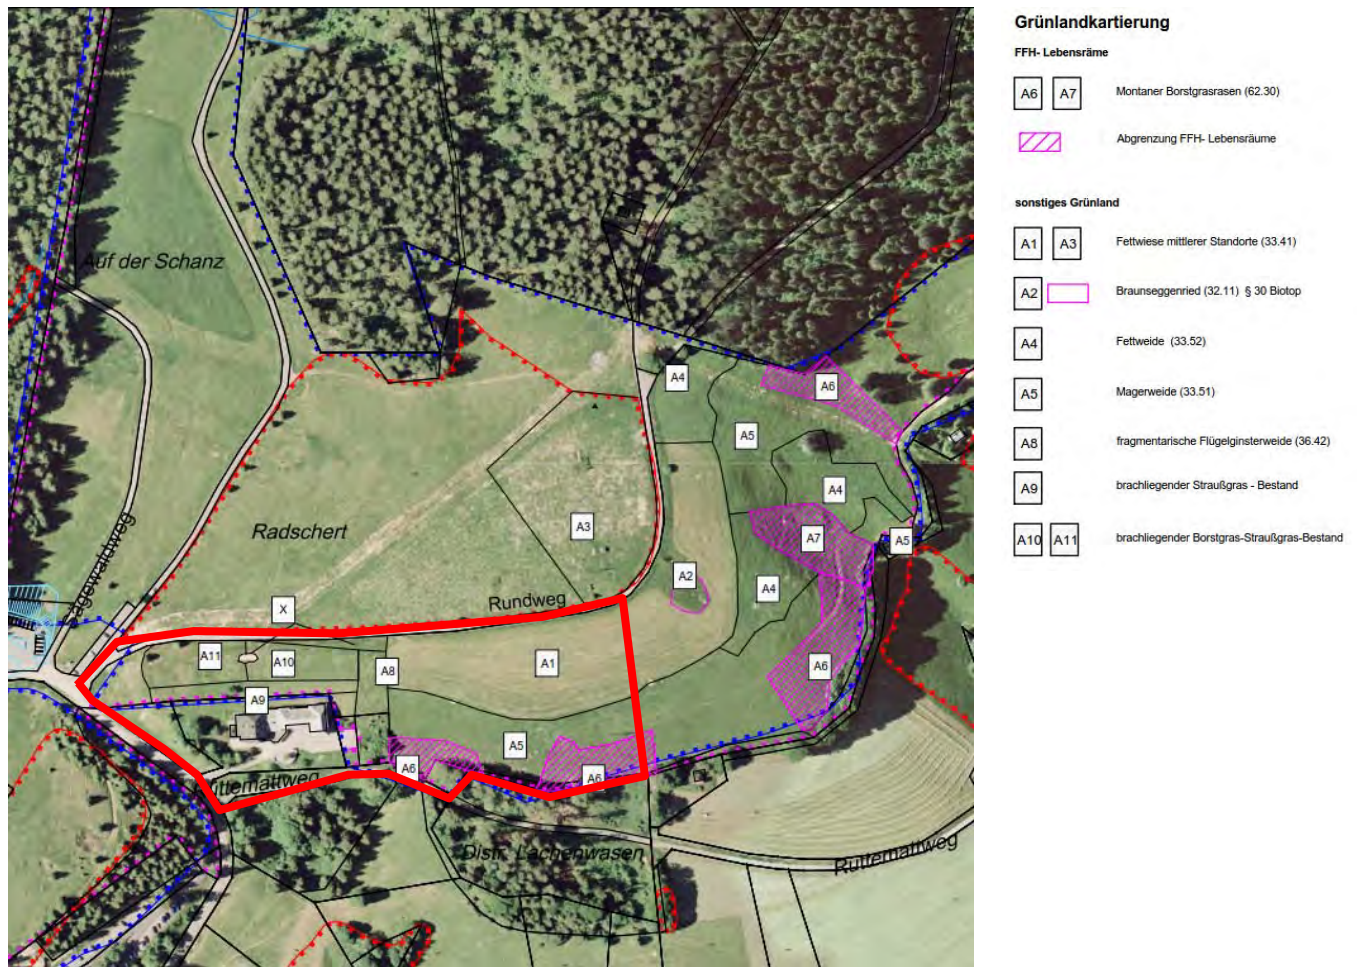 Grünlandkartierung
FFH- Lebensräme
A6 A7 Montaner Borstgrasrasen (62.30)
Abgrenzung FFH- Lebensräume
sonstiges Grünland
A1 A3 Fettwiese mittlerer Standorte (33.41)
A2 Braunseggenried (32.11) § 30 Biotop
A4 Fettweide (33.52)
A5 Magerweide (33.51)
A8 fragmentarische Flügelginsterweide (36.42)
A9 brachliegender Straußgras - Bestand
A10 A11 brachliegender Borstgras-Straußgras-Bestand
Auf der Schanz
A4
A6
A5
A4
Radschert
A3
A7
A5
Jägewaldweg
A2
A4
X
Rundweg
A11
A10
A8
A1
A6
A9
A5
A6
A6
Rütternattweg
Distr. Lachenwasen
Rütternattweg